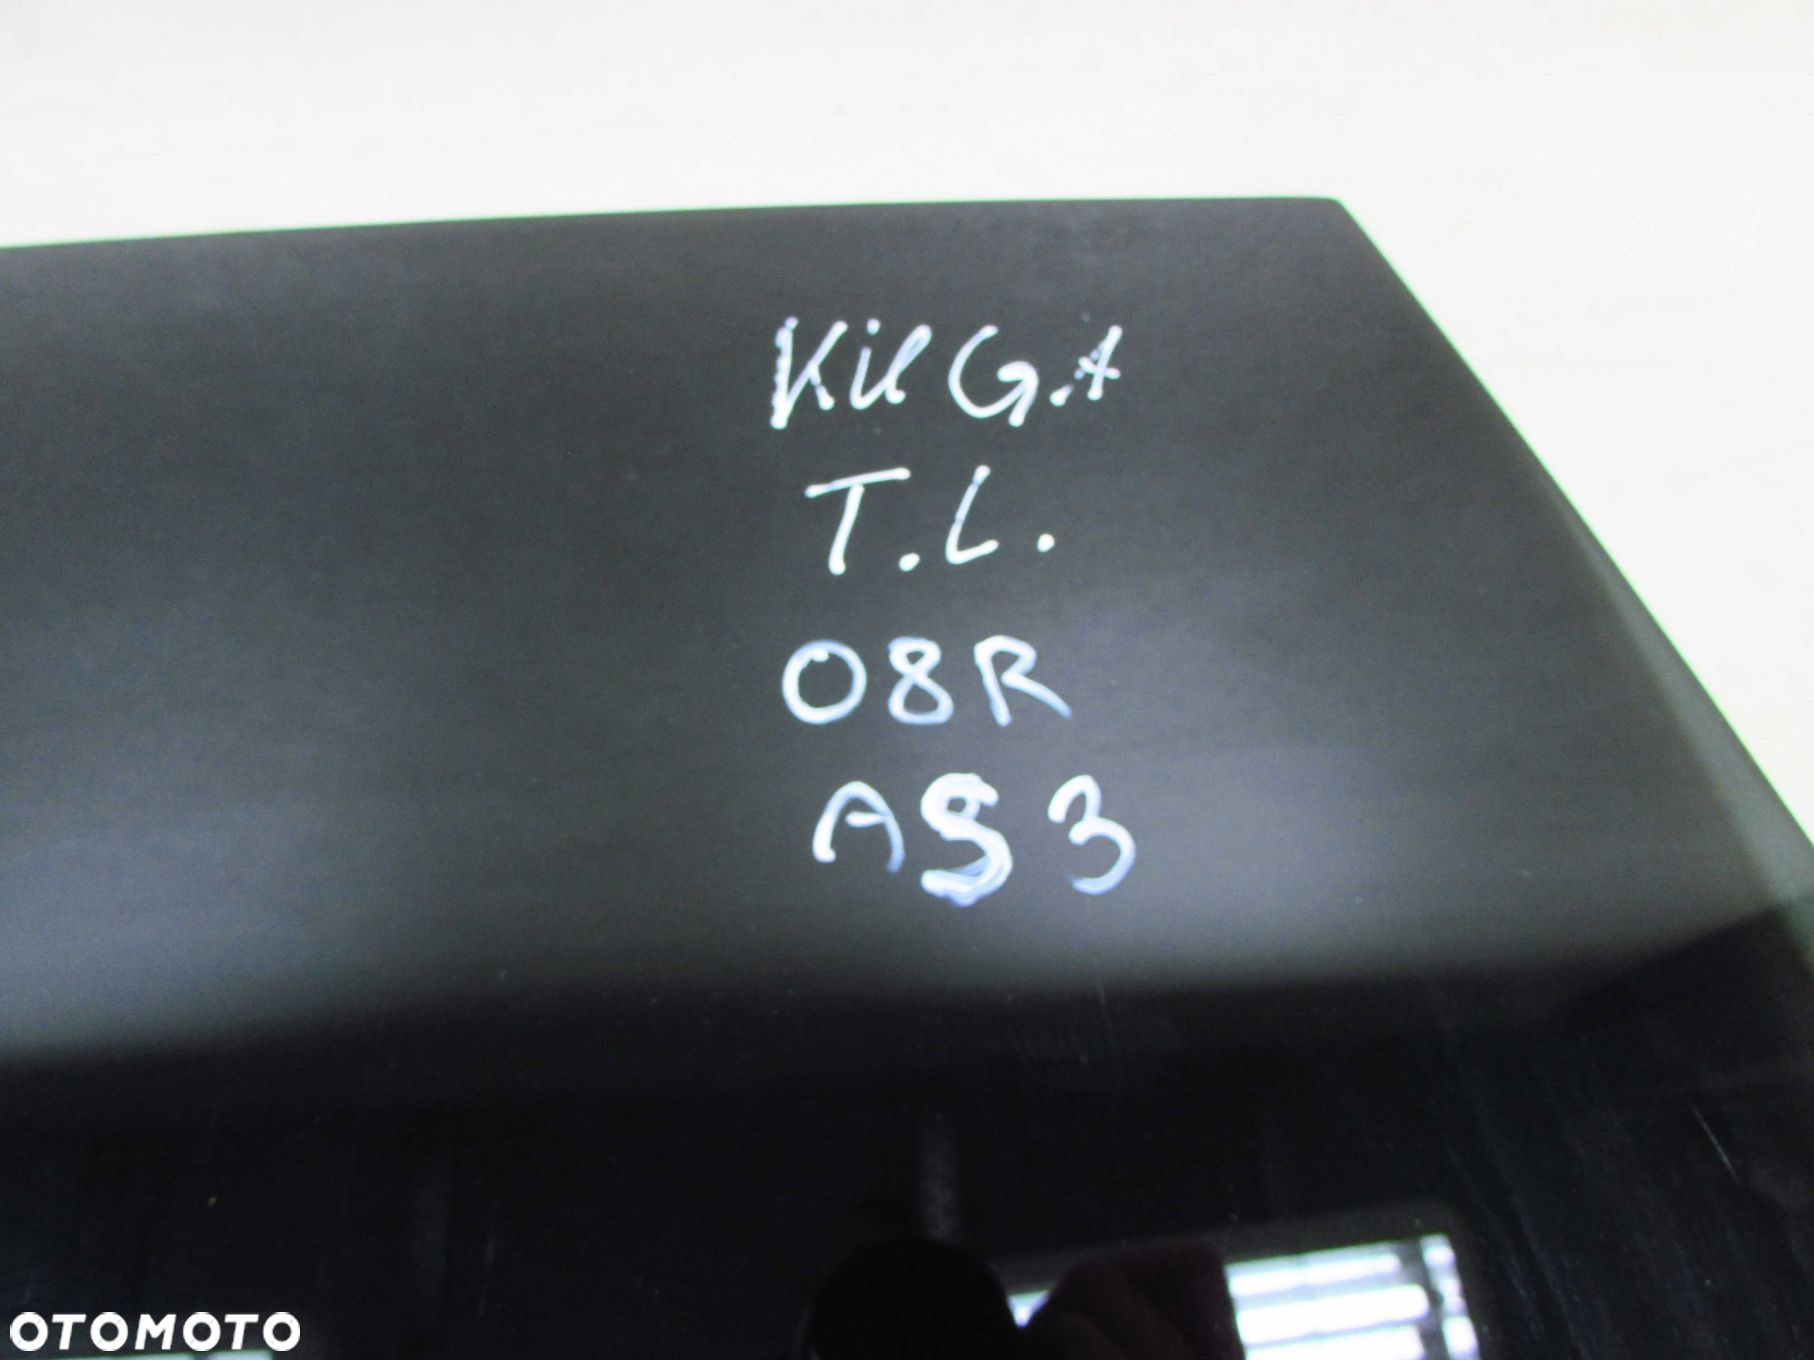 KUGA
T.L.
08R
AS3
OTOMOTO